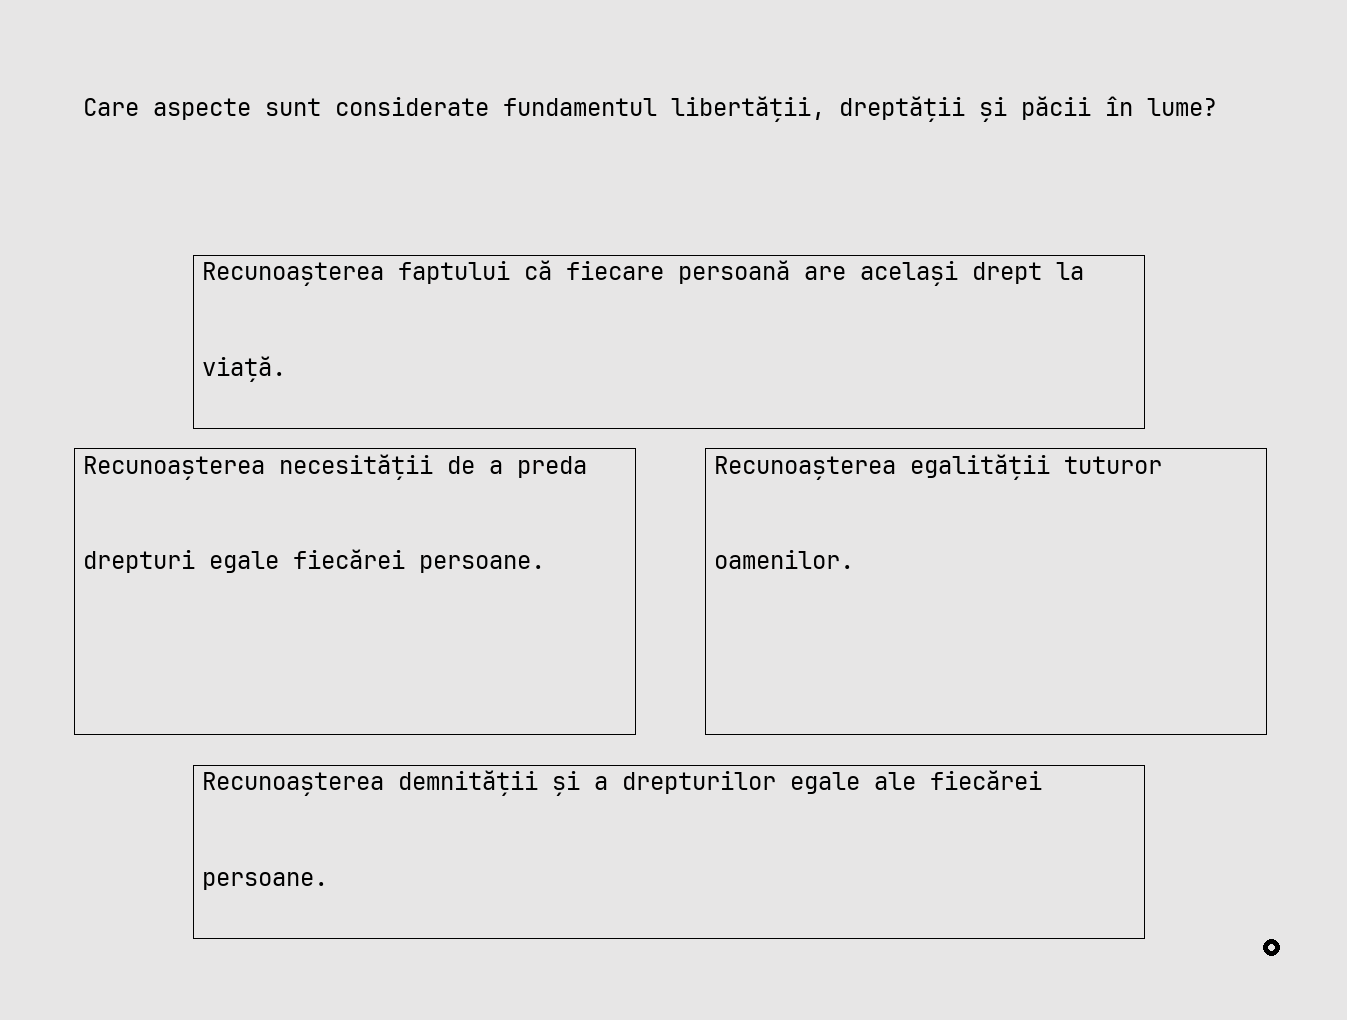 Care aspecte sunt considerate fundamentul libertății, dreptății și păcii în lume?
Recunoașterea faptului că fiecare persoană are același drept la
viață.
Recunoașterea necesității de a preda
drepturi egale fiecărei persoane.
Recunoașterea egalității tuturor
oamenilor.
Recunoașterea demnității și a drepturilor egale ale fiecărei
persoane.